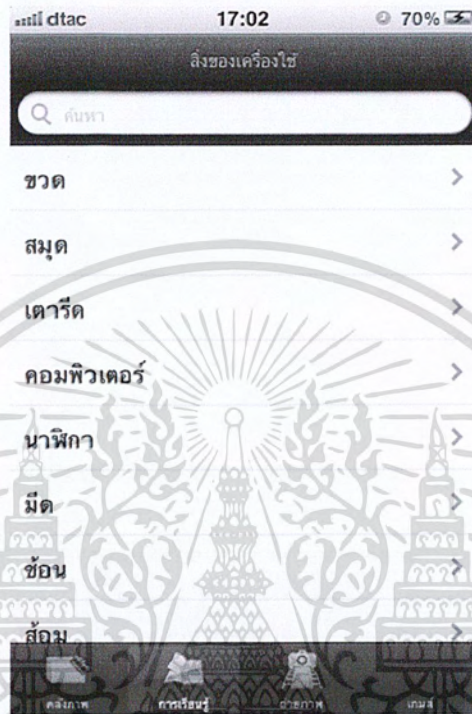 dtac 17:02 70%
สิ่งของเครื่องใช้
ค้นหา
ขวด
สมุด
เตารีด
คอมพิวเตอร์
นาฬิกา
มีด
ช้อน
ส้อม
คลังภาพ การเรียนรู้ ถ่ายภาพ เกมส์